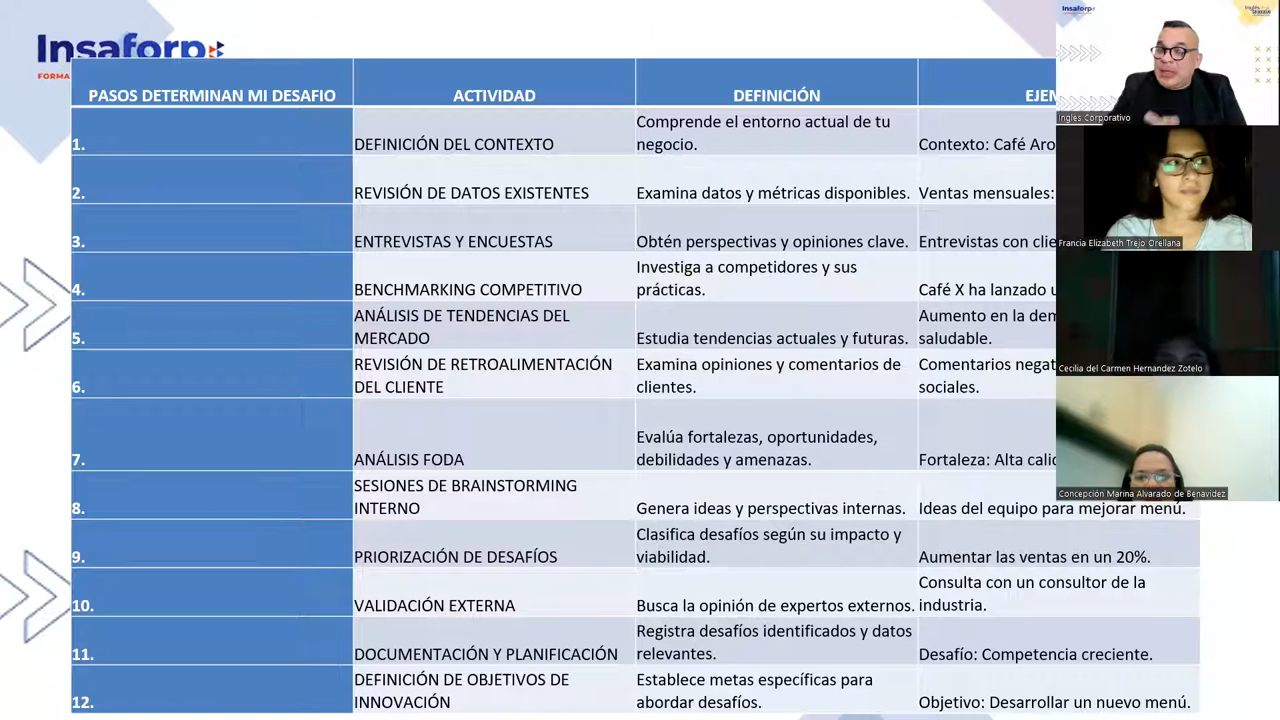 Insaforp
FORMA
PASOS DETERMINAN MI DESAFIO
ACTIVIDAD
DEFINICIÓN
EJEM
1.
DEFINICIÓN DEL CONTEXTO
Comprende el entorno actual de tu
negocio.
Contexto: Café Aro
2.
REVISIÓN DE DATOS EXISTENTES
Examina datos y métricas disponibles.
Ventas mensuales:
3.
ENTREVISTAS Y ENCUESTAS
Obtén perspectivas y opiniones clave.
Entrevistas con clie
4.
BENCHMARKING COMPETITIVO
Investiga a competidores y sus
prácticas.
Café X ha lanzado u
5.
ANÁLISIS DE TENDENCIAS DEL
MERCADO
Estudia tendencias actuales y futuras.
Aumento en la dem
saludable.
6.
REVISIÓN DE RETROALIMENTACIÓN
DEL CLIENTE
Examina opiniones y comentarios de
clientes.
Comentarios negat
sociales.
7.
ANÁLISIS FODA
Evalúa fortalezas, oportunidades,
debilidades y amenazas.
Fortaleza: Alta calid
8.
SESIONES DE BRAINSTORMING
INTERNO
Genera ideas y perspectivas internas.
Ideas del equipo para mejorar menú.
9.
PRIORIZACIÓN DE DESAFÍOS
Clasifica desafíos según su impacto y
viabilidad.
Aumentar las ventas en un 20%.
10.
VALIDACIÓN EXTERNA
Busca la opinión de expertos externos.
Consulta con un consultor de la
industria.
11.
DOCUMENTACIÓN Y PLANIFICACIÓN
Registra desafíos identificados y datos
relevantes.
Desafío: Competencia creciente.
12.
DEFINICIÓN DE OBJETIVOS DE
INNOVACIÓN
Establece metas específicas para
abordar desafíos.
Objetivo: Desarrollar un nuevo menú.
Insaforp
Ingles Corporativo
Francia Elizabeth Trejo Orellana
Cecilia del Carmen Hernandez Zotelo
Concepción Marina Alvarado de Benavidez